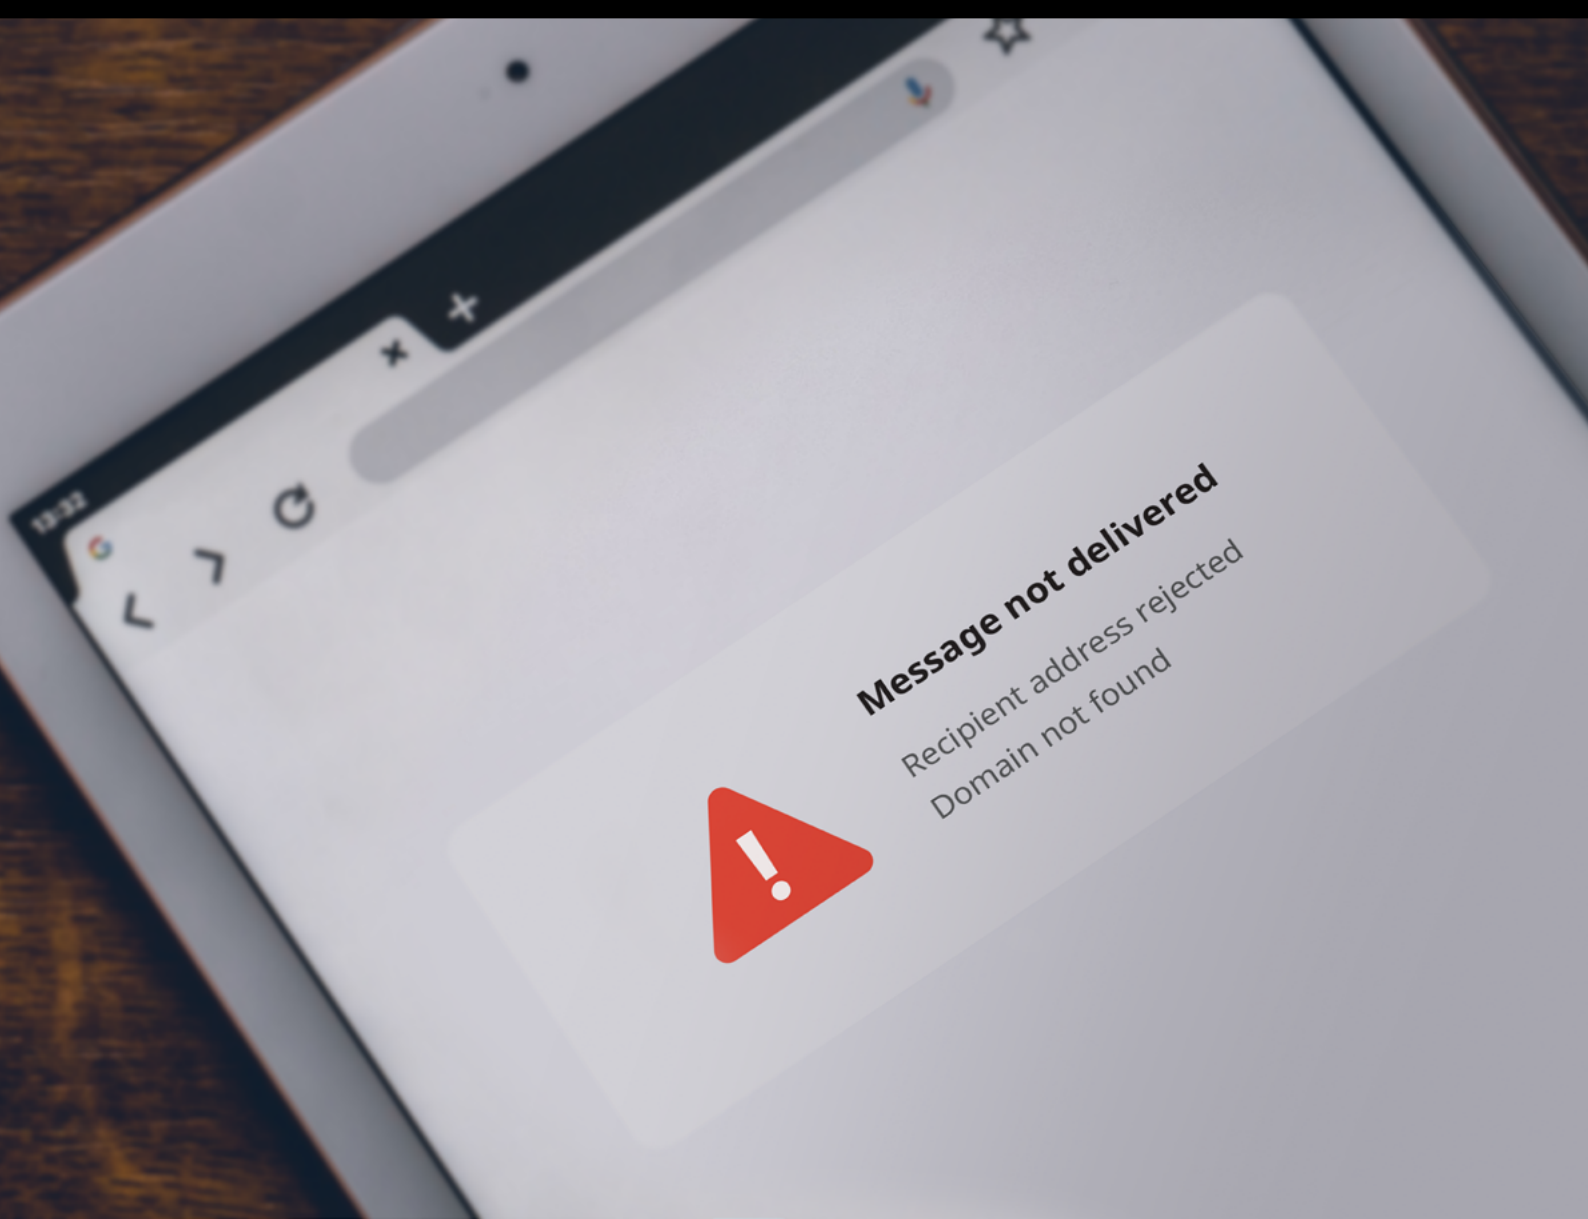 13:32
Message not delivered
Recipient address rejected
Domain not found